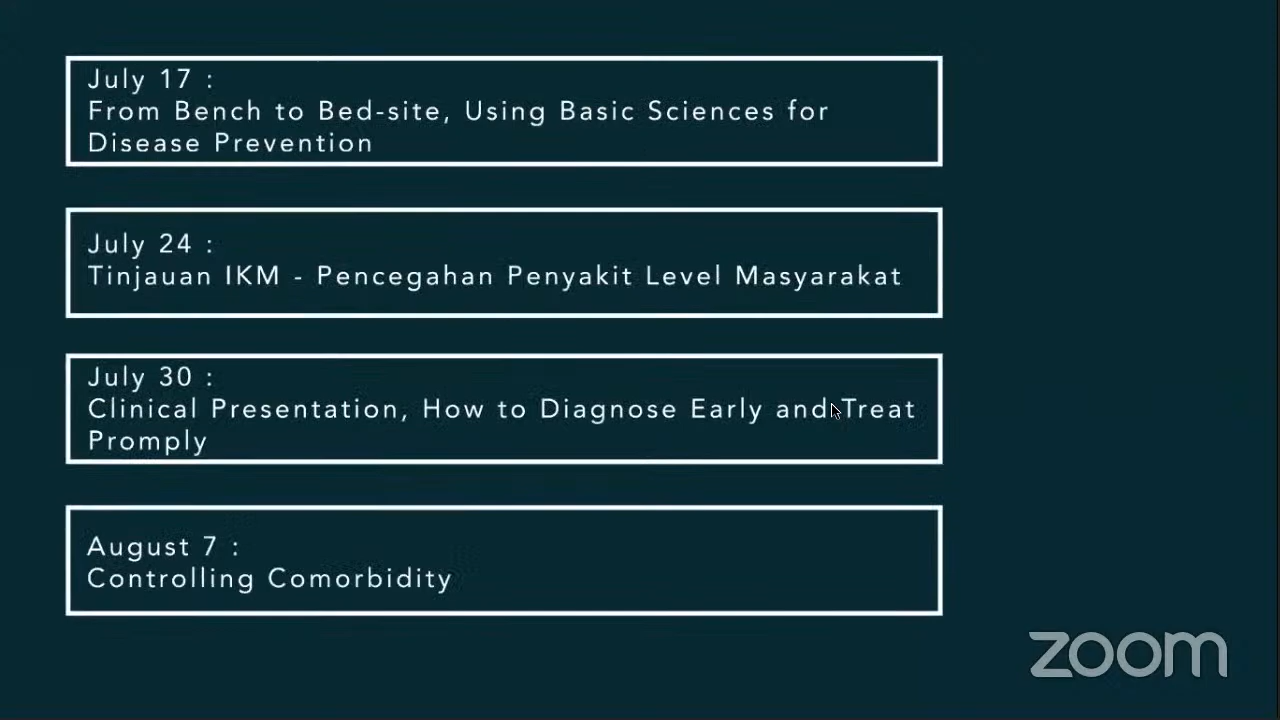 July 17 :
From Bench to Bed-site, Using Basic Sciences for
Disease Prevention
July 24 :
Tinjauan IKM - Pencegahan Penyakit Level Masyarakat
July 30 :
Clinical Presentation, How to Diagnose Early and Treat
Promply
August 7 :
Controlling Comorbidity
zoom